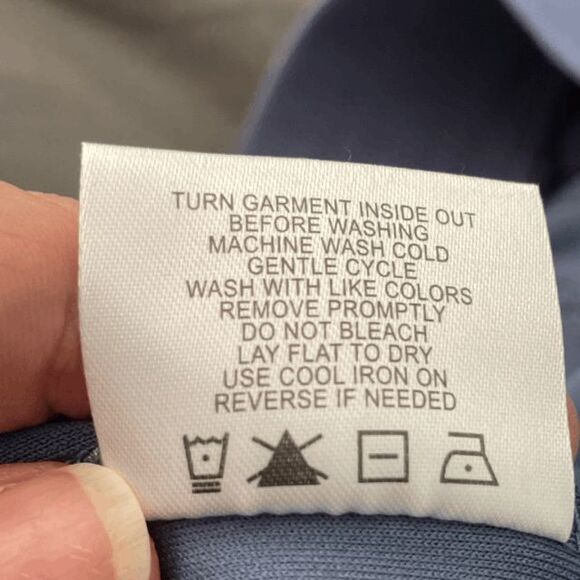 TURN GARMENT INSIDE OUT
BEFORE WASHING
MACHINE WASH COLD
GENTLE CYCLE
WASH WITH LIKE COLORS
REMOVE PROMPTLY
DO NOT BLEACH
LAY FLAT TO DRY
USE COOL IRON ON
REVERSE IF NEEDED